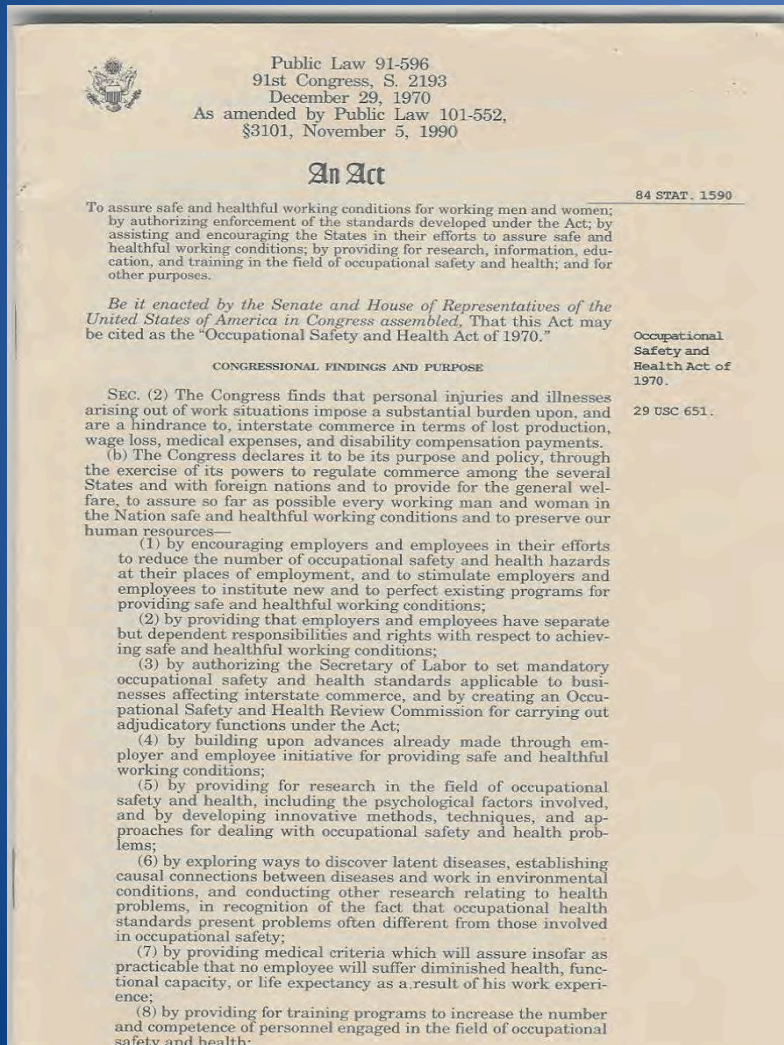 Public Law 91-596
91st Congress, S. 2193
December 29, 1970
As amended by Public Law 101-552,
§3101, November 5, 1990
An Act
84 STAT. 1590
To assure safe and healthful working conditions for working men and women;
by authorizing enforcement of the standards developed under the Act; by
assisting and encouraging the States in their efforts to assure safe and
healthful working conditions; by providing for research, information, edu-
cation, and training in the field of occupational safety and health; and for
other purposes.
Be it enacted by the Senate and House of Representatives of the
United States of America in Congress assembled, That this Act may
be cited as the “Occupational Safety and Health Act of 1970.”
Occupational
Safety and
Health Act of
1970.
CONGRESSIONAL FINDINGS AND PURPOSE
SEC. (2) The Congress finds that personal injuries and illnesses
arising out of work situations impose a substantial burden upon, and
are a hindrance to, interstate commerce in terms of lost production,
wage loss, medical expenses, and disability compensation payments.
29 USC 651.
(b) The Congress declares it to be its purpose and policy, through
the exercise of its powers to regulate commerce among the several
States and with foreign nations and to provide for the general wel-
fare, to assure so far as possible every working man and woman in
the Nation safe and healthful working conditions and to preserve our
human resources—
(1) by encouraging employers and employees in their efforts
to reduce the number of occupational safety and health hazards
at their places of employment, and to stimulate employers and
employees to institute new and to perfect existing programs for
providing safe and healthful working conditions;
(2) by providing that employers and employees have separate
but dependent responsibilities and rights with respect to achiev-
ing safe and healthful working conditions;
(3) by authorizing the Secretary of Labor to set mandatory
occupational safety and health standards applicable to busi-
nesses affecting interstate commerce, and by creating an Occu-
pational Safety and Health Review Commission for carrying out
adjudicatory functions under the Act;
(4) by building upon advances already made through em-
ployer and employee initiative for providing safe and healthful
working conditions;
(5) by providing for research in the field of occupational
safety and health, including the psychological factors involved,
and by developing innovative methods, techniques, and ap-
proaches for dealing with occupational safety and health prob-
lems;
(6) by exploring ways to discover latent diseases, establishing
causal connections between diseases and work in environmental
conditions, and conducting other research relating to health
problems, in recognition of the fact that occupational health
standards present problems often different from those involved
in occupational safety;
(7) by providing medical criteria which will assure insofar as
practicable that no employee will suffer diminished health, func-
tional capacity, or life expectancy as a result of his work experi-
ence;
(8) by providing for training programs to increase the number
and competence of personnel engaged in the field of occupational
safety and health;